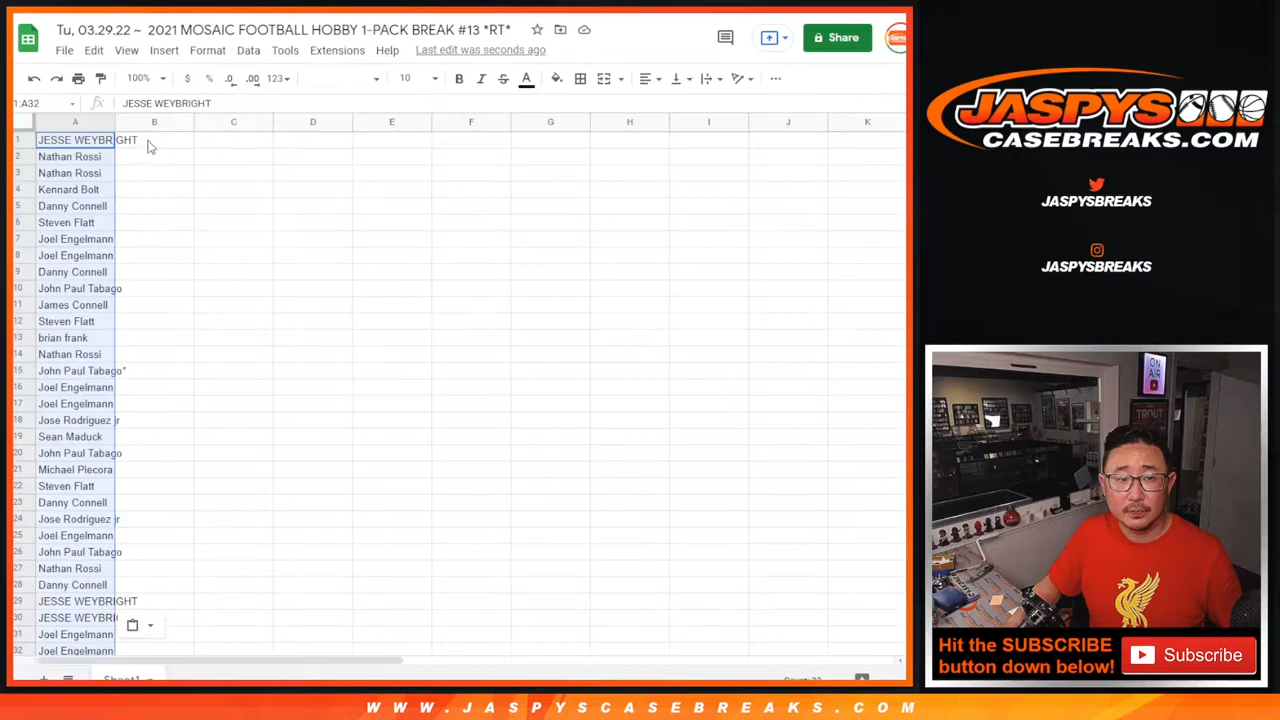 Tu, 03.29.22 ~ 2021 MOSAIC FOOTBALL HOBBY 1-PACK BREAK #13 *RT*
File Edit View Insert Format Data Tools Extensions Help Last edit was seconds ago
Share
100% $ % .0 .00 123 10 B I S A
1:A32 fx JESSE WEYBRIGHT
A B C D E F G H I J K
1 JESSE WEYBRIGHT
2 Nathan Rossi
3 Nathan Rossi
4 Kennard Bolt
5 Danny Connell
6 Steven Flatt
7 Joel Engelmann
8 Joel Engelmann
9 Danny Connell
10 John Paul Tabago
11 James Connell
12 Steven Flatt
13 brian frank
14 Nathan Rossi
15 John Paul Tabago*
16 Joel Engelmann
17 Joel Engelmann
18 Jose Rodriguez jr
19 Sean Maduck
20 John Paul Tabago
21 Michael Piecora
22 Steven Flatt
23 Danny Connell
24 Jose Rodriguez jr
25 Joel Engelmann
26 John Paul Tabago
27 Nathan Rossi
28 Danny Connell
29 JESSE WEYBRIGHT
30 JESSE WEYBRI
31 Joel Engelmann
32 Joel Engelmann
Sheet1
JASPYS
CASEBREAKS.COM
JASPYSBREAKS
JASPYSBREAKS
ON
AIR
TROUT
Hit the SUBSCRIBE
button down below!
Subscribe
WWW.JASPYSCASEBREAKS.COM